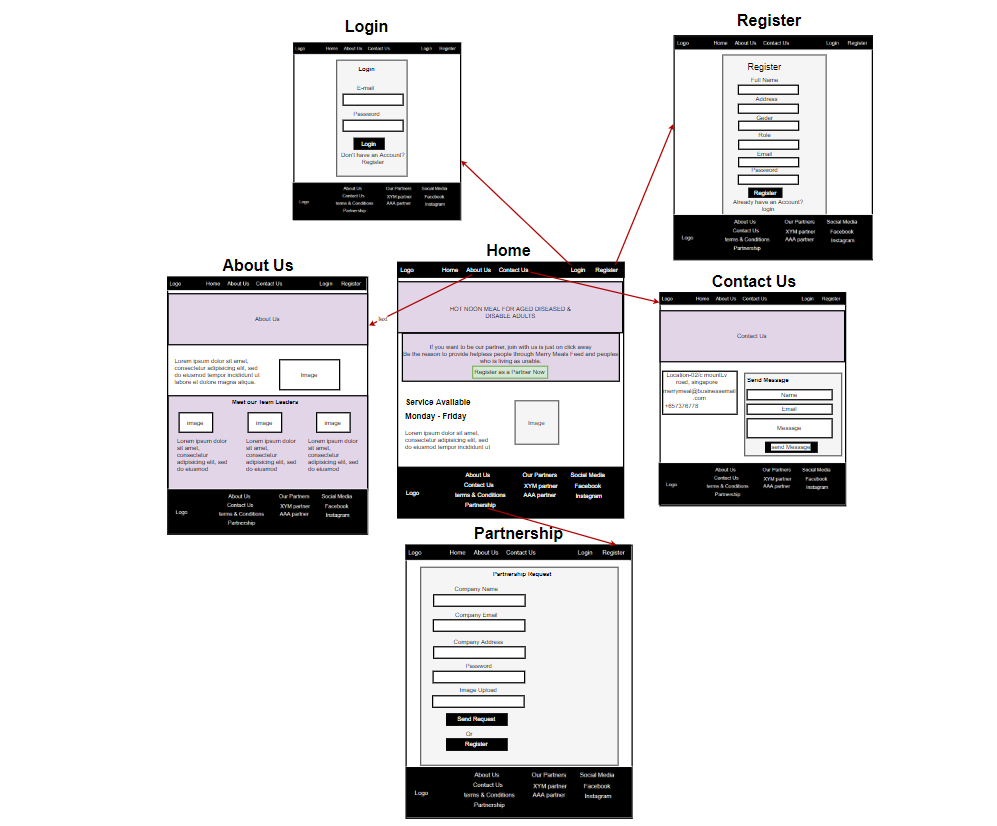 Login
Logo Home About Us Contact Us Login Register
Login
E-mail
Password
Login
Don't have an Account?
Register
About Us Our Partners Social Media
Contact Us XYM partner Facebook
Logo terms & Conditions AAA partner Instagram
Partnership
Register
Logo Home About Us Contact Us Login Register
Register
Full Name
Address
Geder
Role
Email
Password
Register
Already have an Account?
login
About Us Our Partners Social Media
Contact Us XYM partner Facebook
Logo terms & Conditions AAA partner Instagram
Partnership
About Us
Logo Home About Us Contact Us Login Register
About Us
Lorem ipsum dolor sit amet,
consectetur adipisicing elit, sed
do eiusmod tempor incididunt ut
labore et dolore magna aliqua.
Image
Meet our Team Leaders
image image image
Lorem ipsum dolor
sit amet,
consectetur
adipisicing elit, sed
do eiusmod
Lorem ipsum dolor
sit amet,
consectetur
adipisicing elit, sed
do eiusmod
Lorem ipsum dolor
sit amet,
consectetur
adipisicing elit, sed
do eiusmod
About Us Our Partners Social Media
Contact Us XYM partner Facebook
Logo terms & Conditions AAA partner Instagram
Partnership
Text
Home
Logo Home About Us Contact Us Login Register
HOT NOON MEAL FOR AGED DISEASED &
DISABLE ADULTS
If you want to be our partner, join with us is just on click away
Be the reason to provide helpless people through Merry Meals Feed and peoples
who is living as unable.
Register as a Partner Now
Service Available
Monday - Friday
Lorem ipsum dolor sit amet,
consectetur adipisicing elit, sed
do eiusmod tempor incididunt ut
Image
About Us Our Partners Social Media
Contact Us XYM partner Facebook
Logo terms & Conditions AAA partner Instagram
Partnership
Contact Us
Logo Home About Us Contact Us Login Register
Contact Us
Location-02/c mountLv
road, singapore
merrymeal@businessemail
.com
+657376778
Send Message
Name
Email
Message
send Message
About Us Our Partners Social Media
Contact Us XYM partner Facebook
Logo terms & Conditions AAA partner Instagram
Partnership
Partnership
Logo Home About Us Contact Us Login Register
Partnership Request
Company Name
Company Email
Company Address
Password
Image Upload
Send Request
Or
Register
About Us Our Partners Social Media
Contact Us XYM partner Facebook
Logo terms & Conditions AAA partner Instagram
Partnership